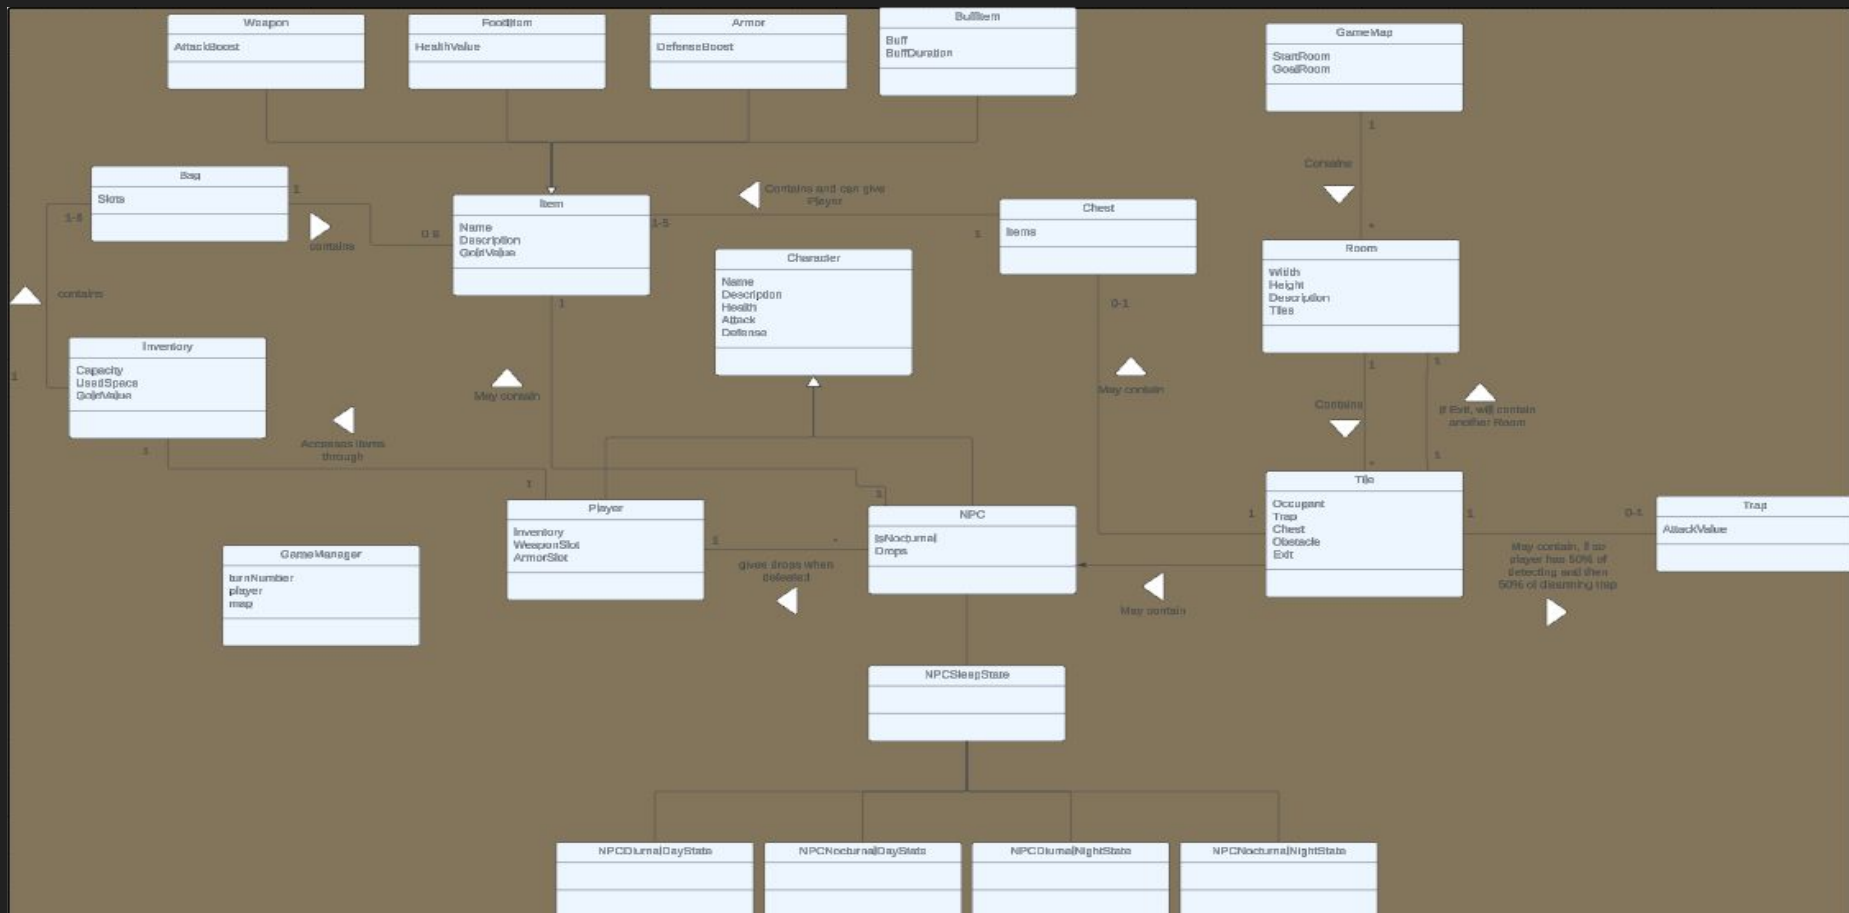 Weapon
AttackBoost
FoodItem
HealthValue
Armor
DefenseBoost
BuffItem
Buff
BuffDuration
GameMap
StartRoom
GoalRoom
1
Contains
*
Bag
Slots
1
contains
Item
Name
Description
GoldValue
1-5
Contains and can give
Player
1
Chest
Items
Room
Width
Height
Description
Tiles
Character
Name
Description
Health
Attack
Defense
contains
1
Inventory
Capacity
UsedSpace
GoldValue
1
Accesses items
through
1
1
May contain
1
0-1
May contain
1
Contains
*
1
If Exit, will contain
another Room
1
Player
Inventory
WeaponSlot
ArmorSlot
1
*
gives drops when
defeated
NPC
IsNocturnal
Drops
May contain
1
Tile
Occupant
Trap
Chest
Obstacle
Exit
1
0-1
May contain, if so
player has 50% of
detecting and then
50% of disarming trap
Trap
AttackValue
GameManager
turnNumber
player
map
NPCSleepState
NPCDiurnalDayState
NPCNocturnalDayState
NPCDiurnalNightState
NPCNocturnalNightState